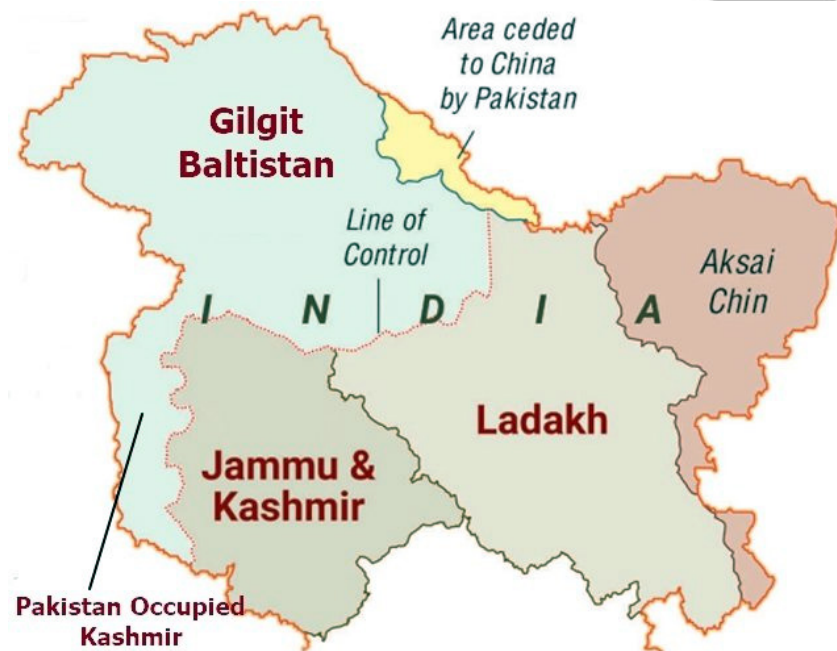 Area ceded
to China
by Pakistan
Gilgit
Baltistan
Line of
Control
Aksai
Chin
I N D I A
Ladakh
Jammu &
Kashmir
Pakistan Occupied
Kashmir